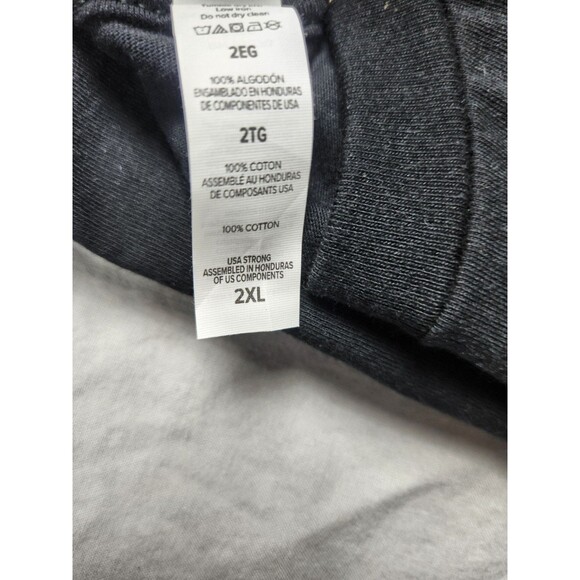 Low iron.
Do not dry clean
2EG
100% ALGODÓN
ENSAMBLADO EN HONDURAS
DE COMPONENTES DE USA
2TG
100% COTON
ASSEMBLÉ AU HONDURAS
DE COMPOSANTS USA
100% COTTON
USA STRONG
ASSEMBLED IN HONDURAS
OF US COMPONENTS
2XL